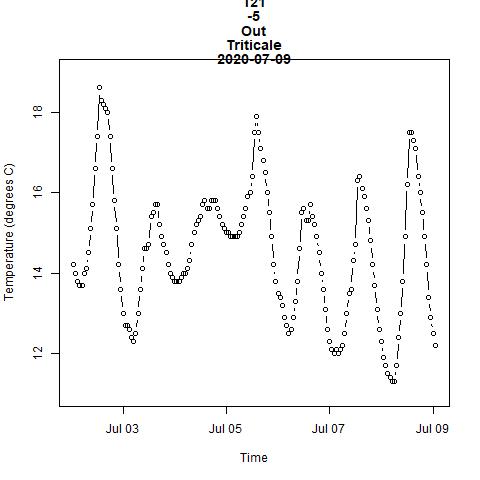 121
-5
Out
Triticale
2020-07-09
Temperature (degrees C)
18
16
14
12
Jul 03
Jul 05
Jul 07
Jul 09
Time